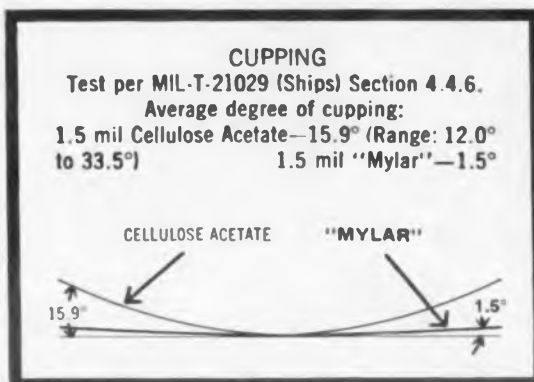 CUPPING
Test per MIL-T-21029 (Ships) Section 4.4.6.
Average degree of cupping:
1.5 mil Cellulose Acetate—15.9° (Range: 12.0°
to 33.5°) 1.5 mil "Mylar"—1.5°
CELLULOSE ACETATE "MYLAR"
15.9° 1.5°